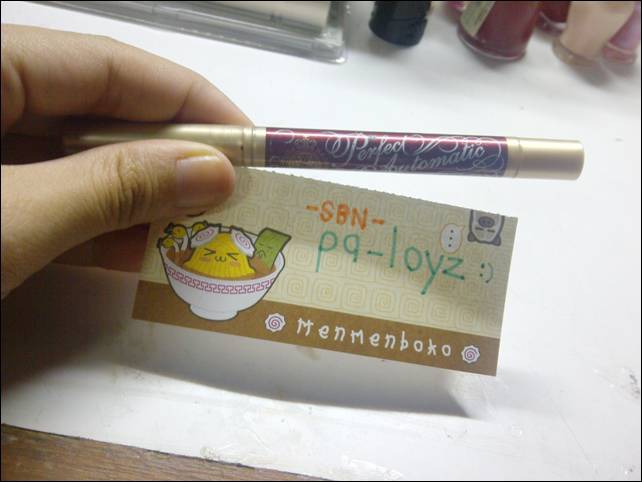 Perfect
Automatic
-SBN-
pq-loyz :)
Menmenboko